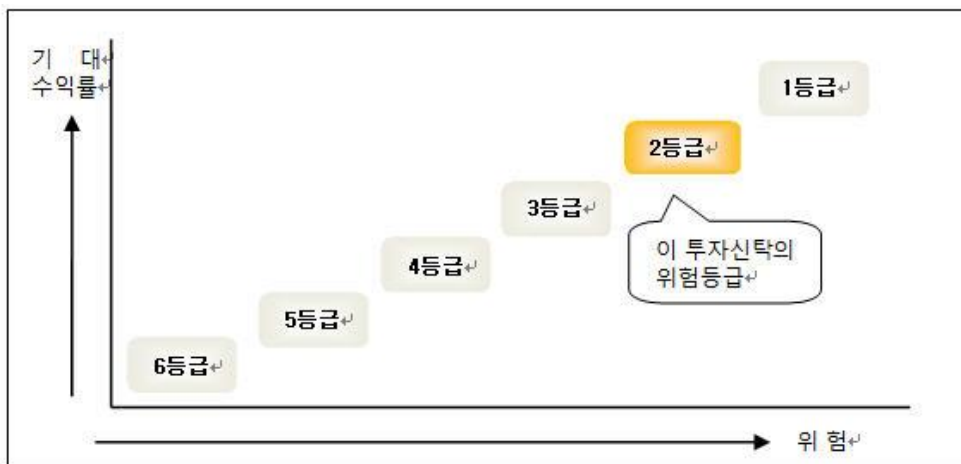 기 대
수익률
1등급
2등급
3등급
이 투자신탁의
위험등급
4등급
5등급
6등급
위 험